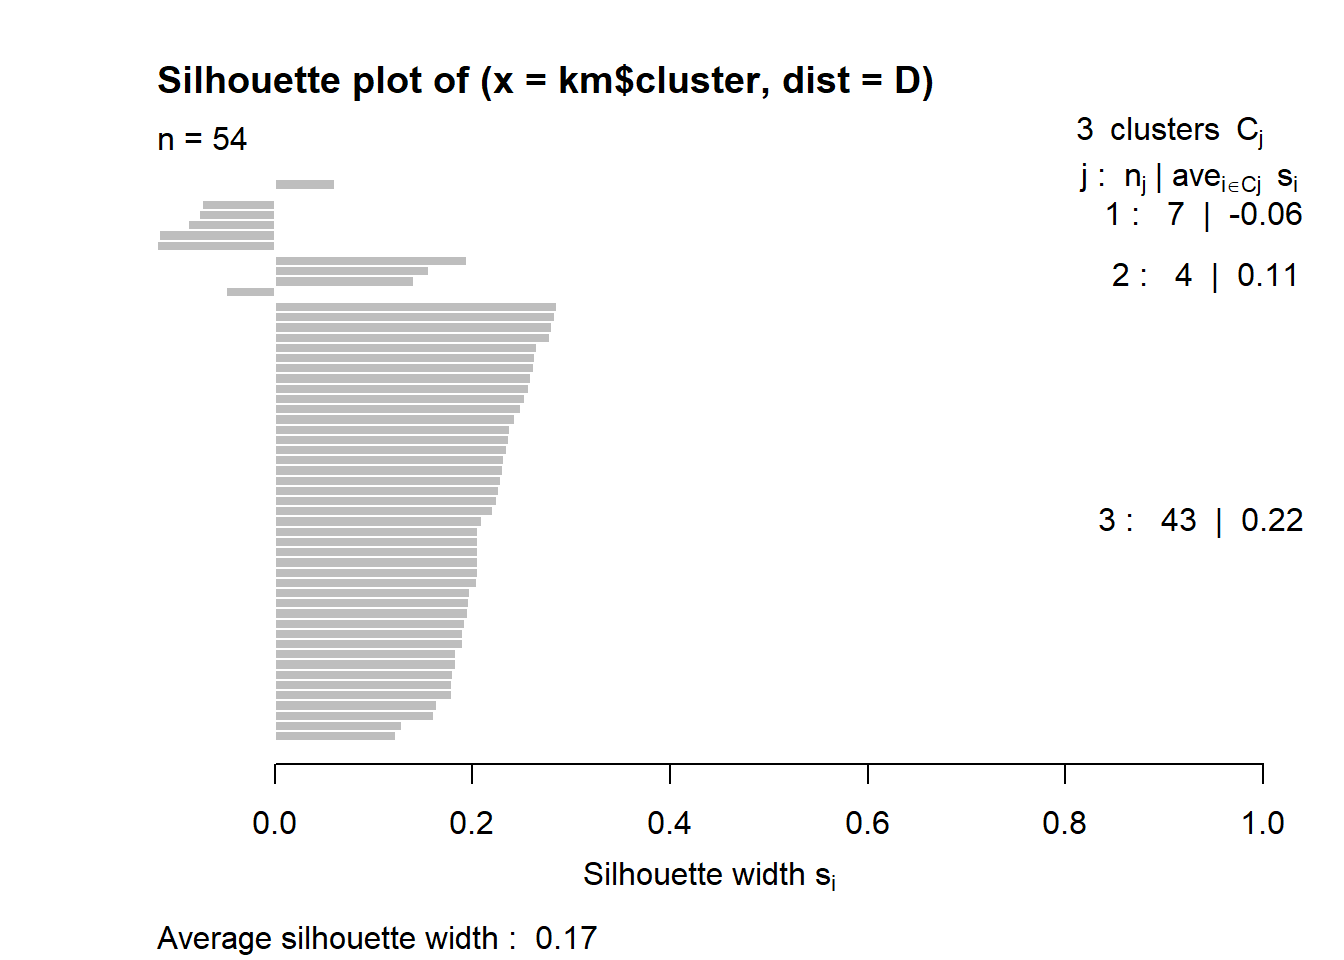 Silhouette plot of (x = km$cluster, dist = D)
n = 54
3 clusters Cj
j : nj | avei∈Cj si
1 : 7 | -0.06
2 : 4 | 0.11
3 : 43 | 0.22
0.0 0.2 0.4 0.6 0.8 1.0
Silhouette width si
Average silhouette width : 0.17